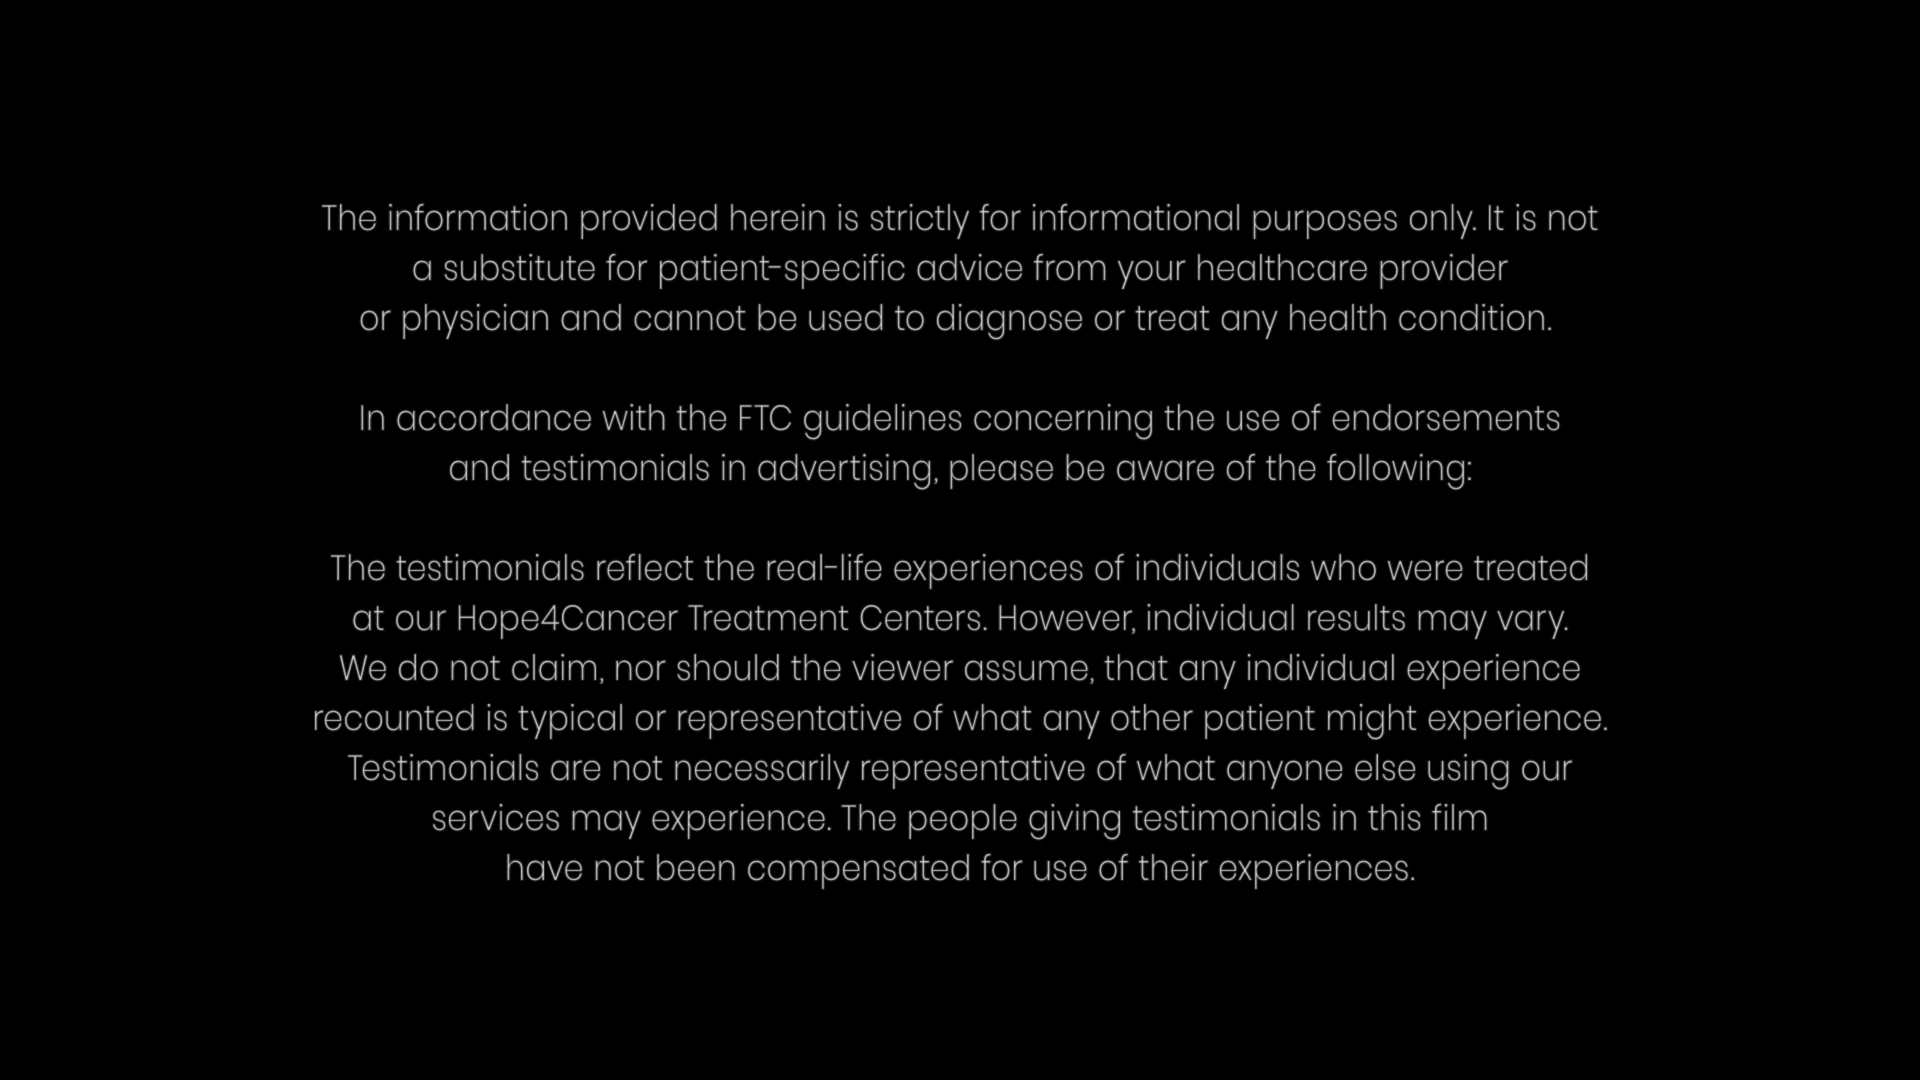 The information provided herein is strictly for informational purposes only. It is not
a substitute for patient-specific advice from your healthcare provider
or physician and cannot be used to diagnose or treat any health condition.
In accordance with the FTC guidelines concerning the use of endorsements
and testimonials in advertising, please be aware of the following:
The testimonials reflect the real-life experiences of individuals who were treated
at our Hope4Cancer Treatment Centers. However, individual results may vary.
We do not claim, nor should the viewer assume, that any individual experience
recounted is typical or representative of what any other patient might experience.
Testimonials are not necessarily representative of what anyone else using our
services may experience. The people giving testimonials in this film
have not been compensated for use of their experiences.